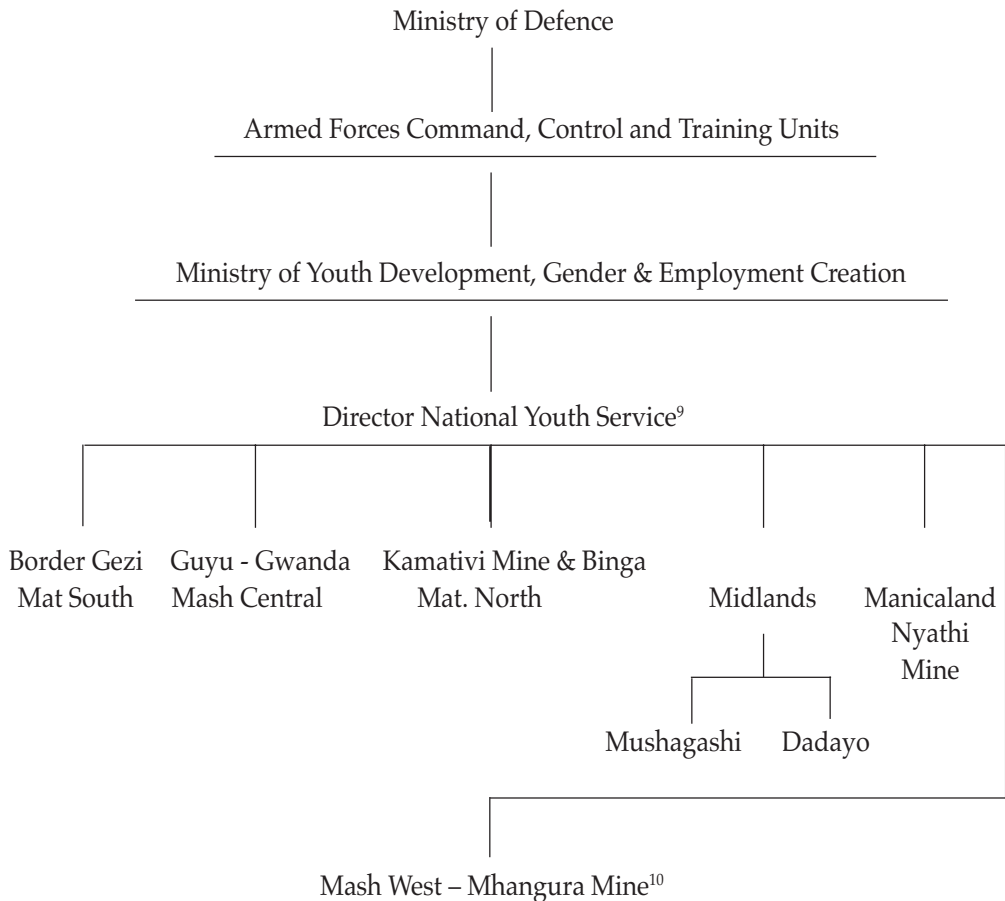 Ministry of Defence
Armed Forces Command, Control and Training Units
Ministry of Youth Development, Gender & Employment Creation
Director National Youth Service⁹
Border Gezi
Mat South
Guyu - Gwanda
Mash Central
Kamativi Mine & Binga
Mat. North
Midlands
Manicaland
Nyathi
Mine
Mushagashi
Dadayo
Mash West – Mhangura Mine¹⁰